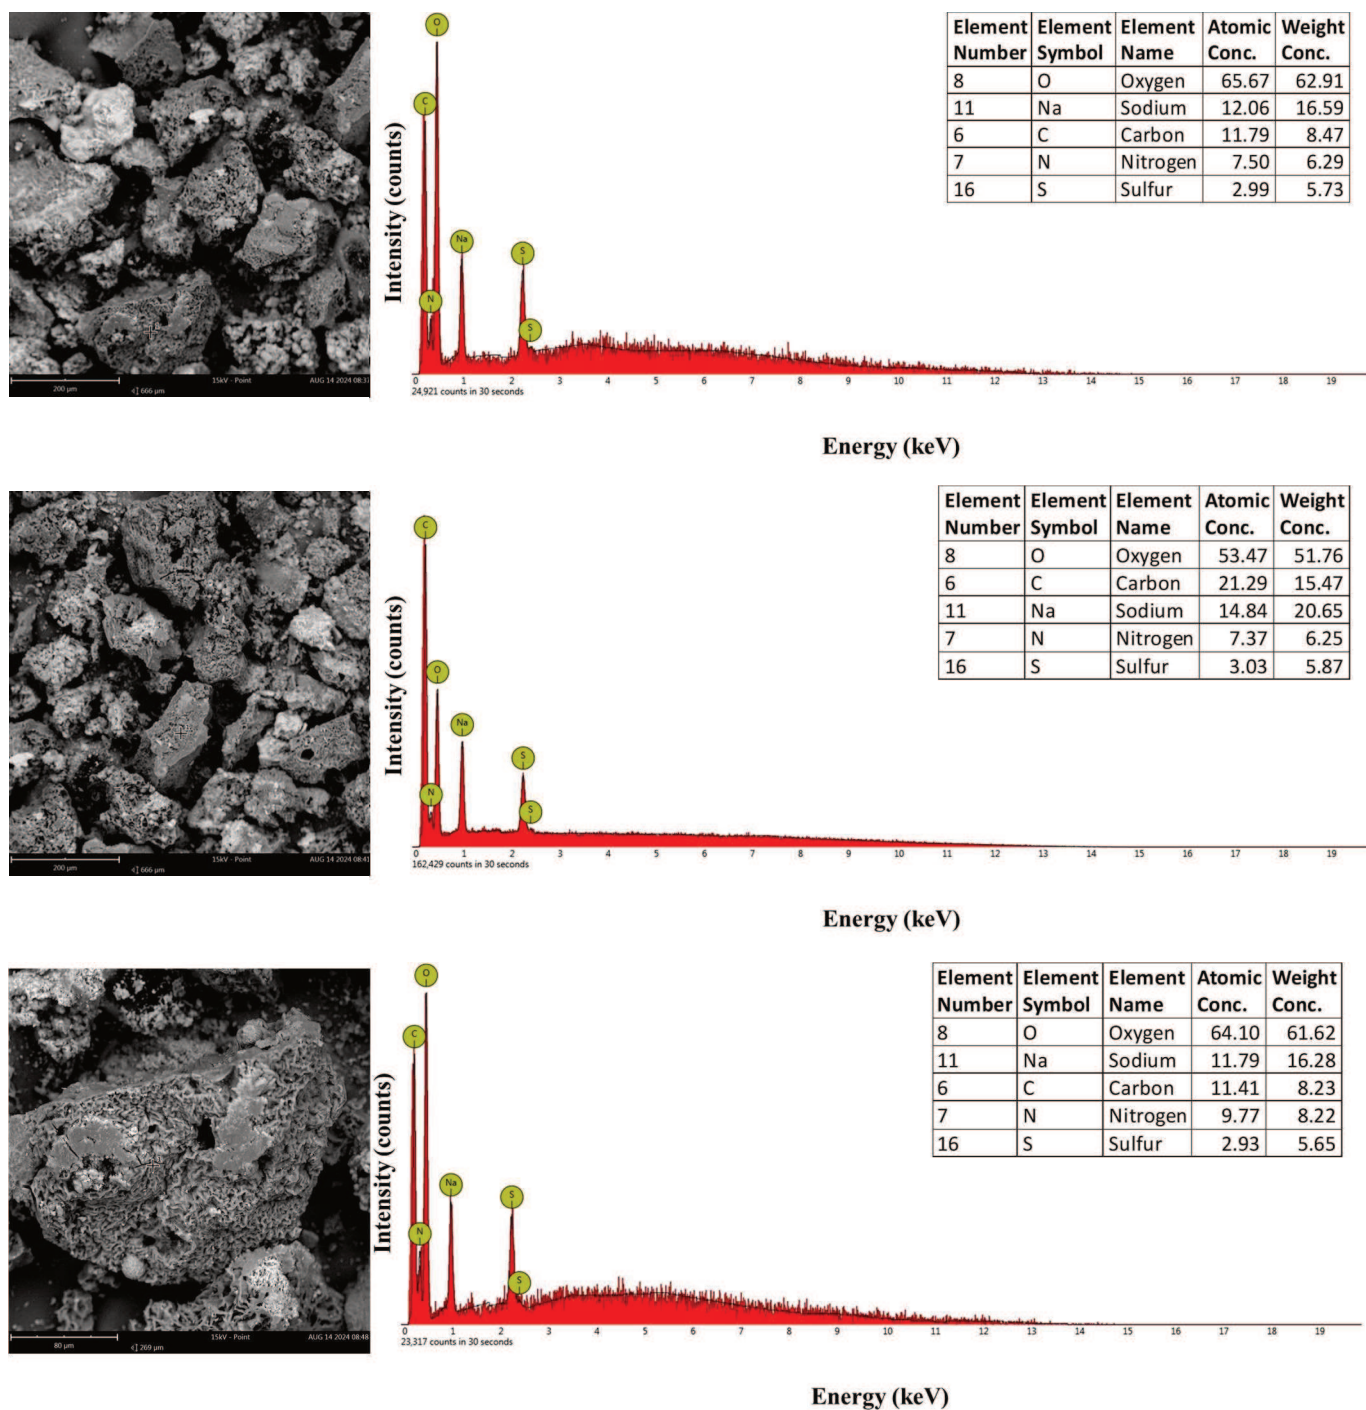 Element Element Element Atomic Weight
Number Symbol Name Conc. Conc.
8 O Oxygen 65.67 62.91
11 Na Sodium 12.06 16.59
6 C Carbon 11.79 8.47
7 N Nitrogen 7.50 6.29
16 S Sulfur 2.99 5.73
Intensity (counts)
O
C
N
Na
S
S
0 1 2 3 4 5 6 7 8 9 10 11 12 13 14 15 16 17 18 19
24,921 counts in 30 seconds
Energy (keV)
200 µm 666 µm 15kV - Point AUG 14 2024 08:37
Element Element Element Atomic Weight
Number Symbol Name Conc. Conc.
8 O Oxygen 53.47 51.76
6 C Carbon 21.29 15.47
11 Na Sodium 14.84 20.65
7 N Nitrogen 7.37 6.25
16 S Sulfur 3.03 5.87
Intensity (counts)
C
O
Na
N
S
S
0 1 2 3 4 5 6 7 8 9 10 11 12 13 14 15 16 17 18 19
162,429 counts in 30 seconds
Energy (keV)
200 µm 666 µm 15kV - Point AUG 14 2024 08:41
Element Element Element Atomic Weight
Number Symbol Name Conc. Conc.
8 O Oxygen 64.10 61.62
11 Na Sodium 11.79 16.28
6 C Carbon 11.41 8.23
7 N Nitrogen 9.77 8.22
16 S Sulfur 2.93 5.65
Intensity (counts)
O
C
N
Na
S
S
0 1 2 3 4 5 6 7 8 9 10 11 12 13 14 15 16 17 18 19
23,317 counts in 30 seconds
Energy (keV)
80 µm 269 µm 15kV - Point AUG 14 2024 08:48